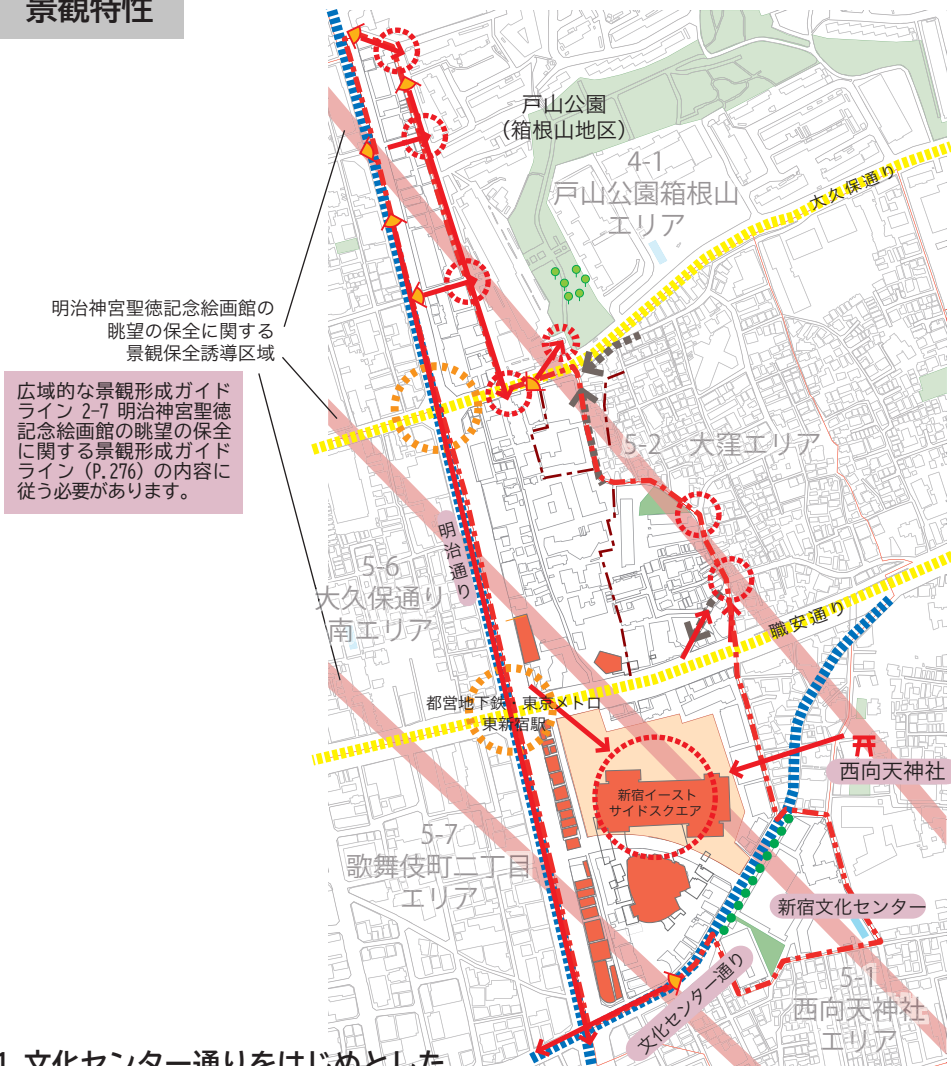 景観特性
戸山公園
(箱根山地区)
4-1
戸山公園箱根山
エリア
大久保通り
明治神宮聖徳記念絵画館の
眺望の保全に関する
景観保全誘導区域
広域的な景観形成ガイド
ライン 2-7 明治神宮聖徳
記念絵画館の眺望の保全
に関する景観形成ガイド
ライン (P.276) の内容に
従う必要があります。
5-2 大窪エリア
明治通り
5-6
大久保通り
南エリア
職安通り
都営地下鉄・東京メトロ
東新宿駅
西向天神社
新宿イースト
サイドスクエア
5-7
歌舞伎町二丁目
エリア
新宿文化センター
文化センター通り
5-1
西向天神社
エリア
1 文化センター通りをはじめとした